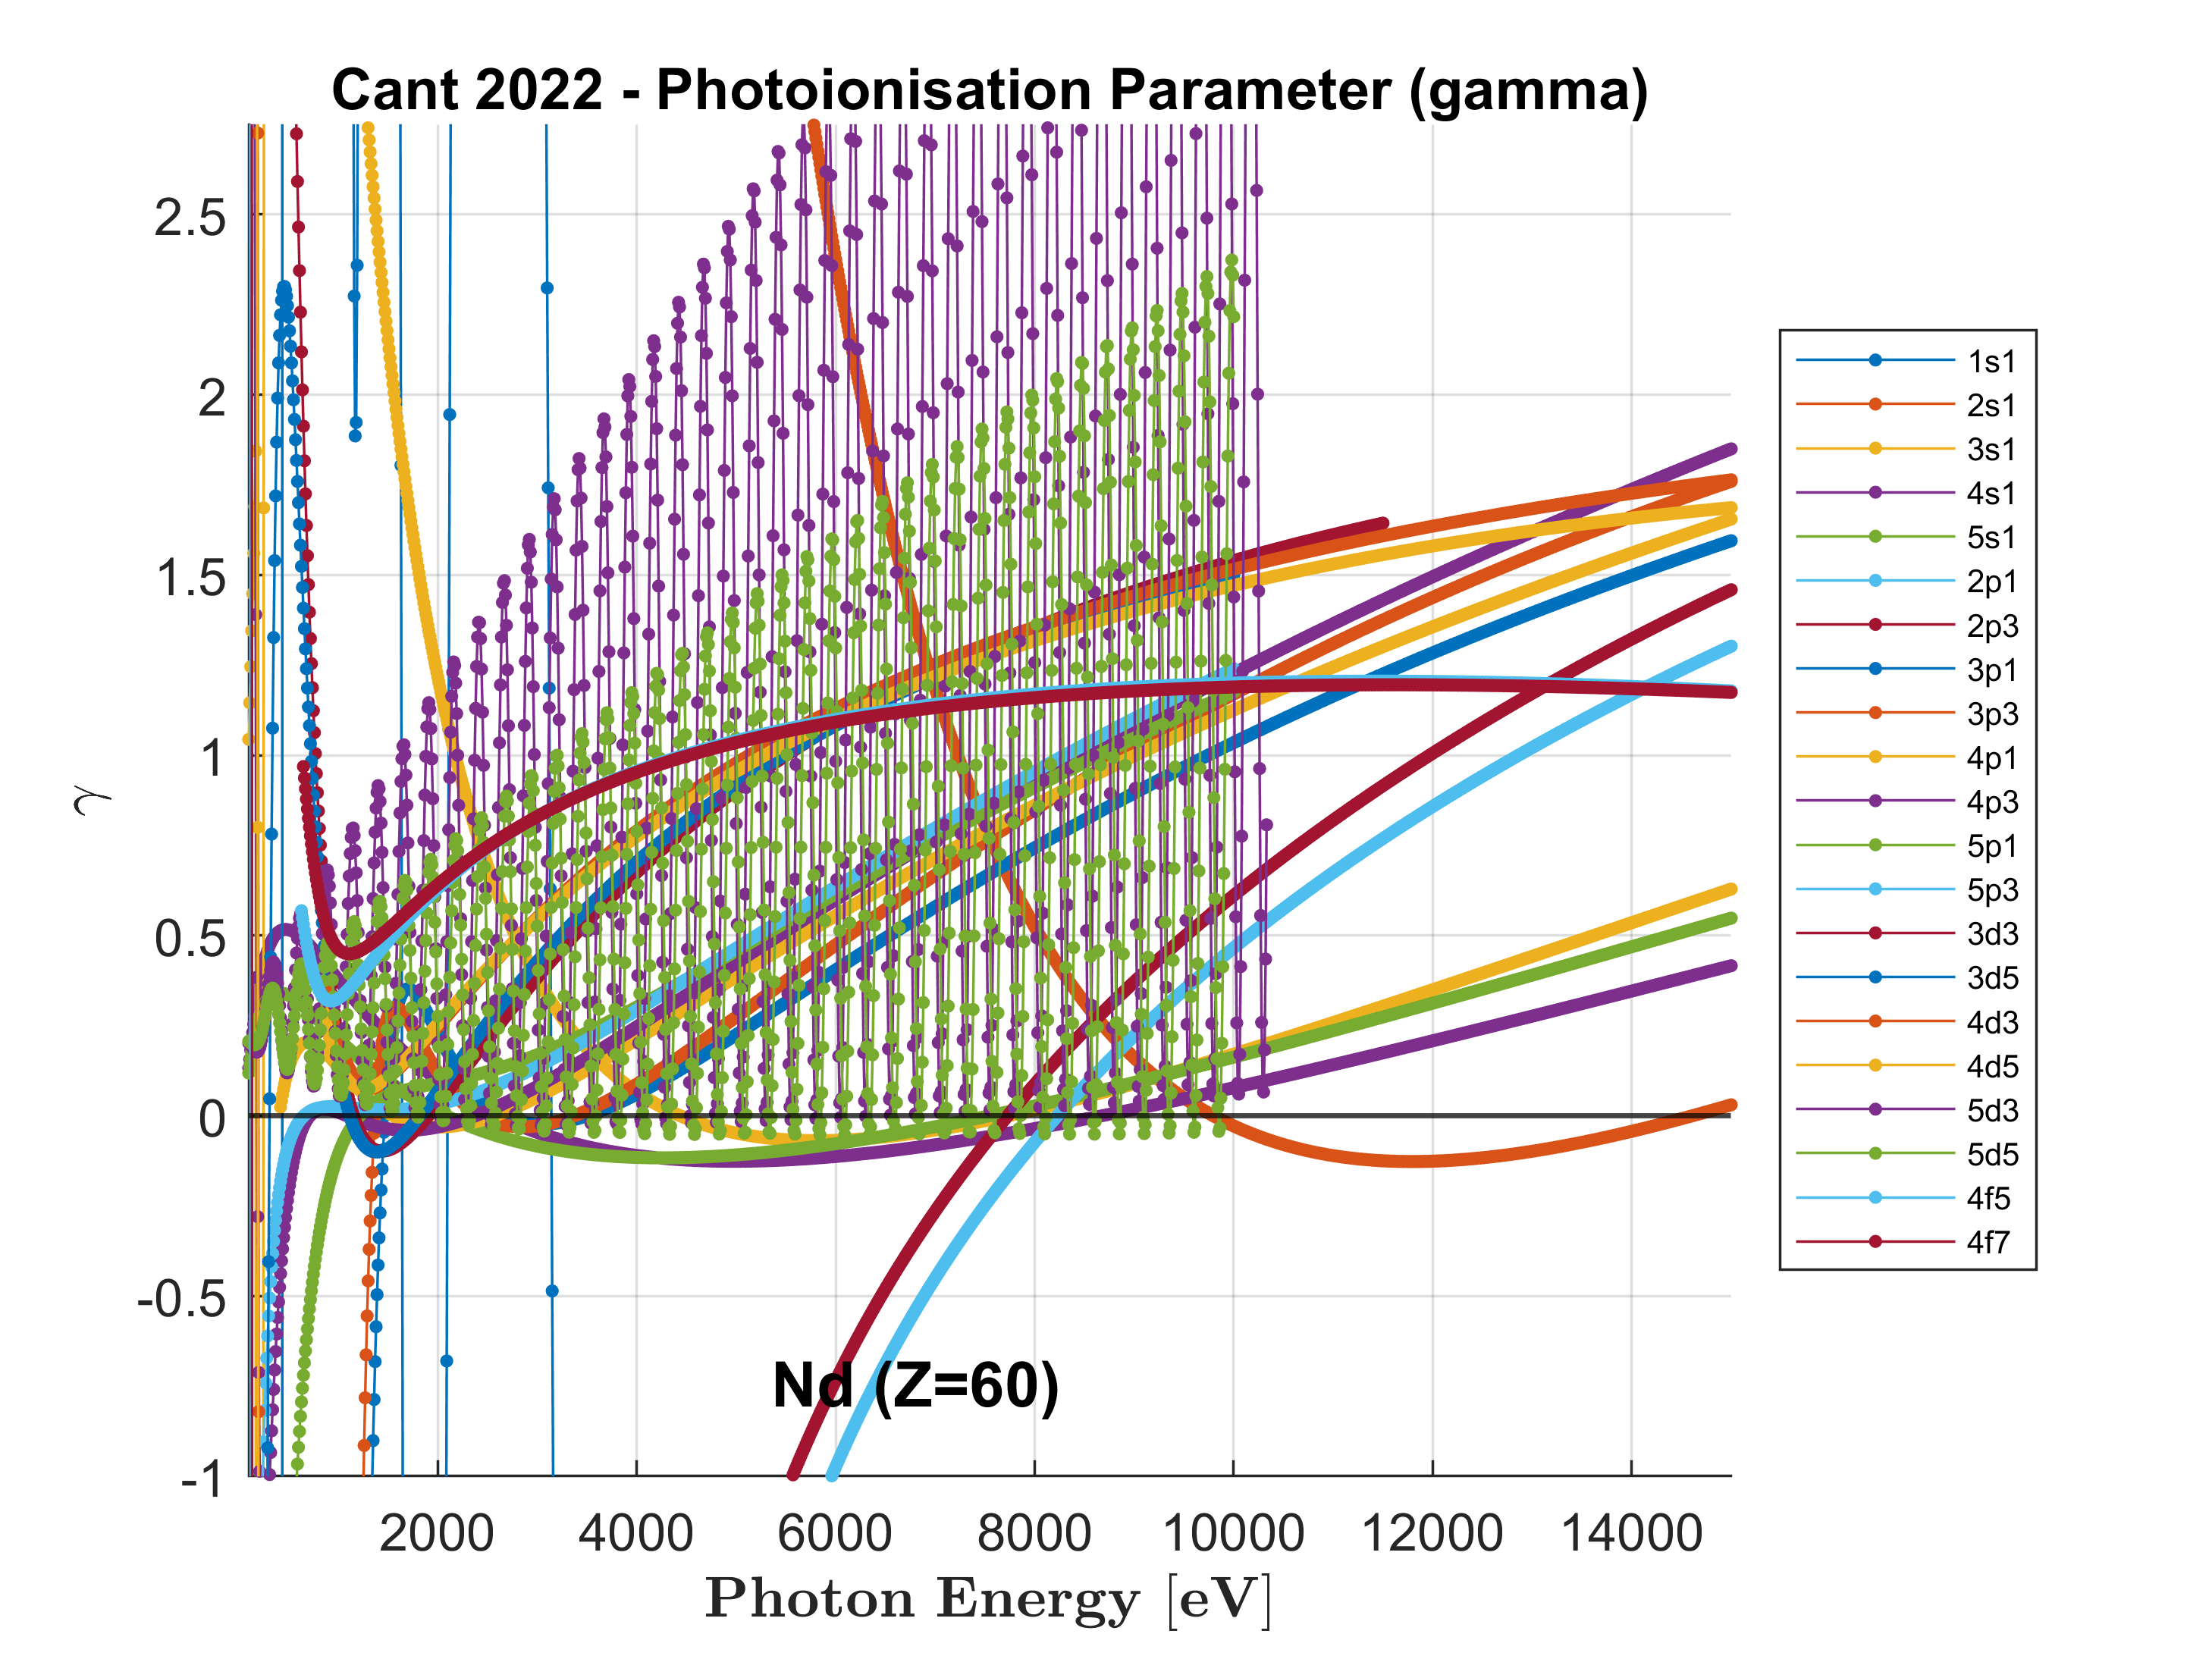 Cant 2022 - Photoionisation Parameter (gamma)
2.5
2
1.5
1
0.5
0
-0.5
-1
γ
Nd (Z=60)
2000 4000 6000 8000 10000 12000 14000
Photon Energy [eV]
1s1
2s1
3s1
4s1
5s1
2p1
2p3
3p1
3p3
4p1
4p3
5p1
5p3
3d3
3d5
4d3
4d5
5d3
5d5
4f5
4f7